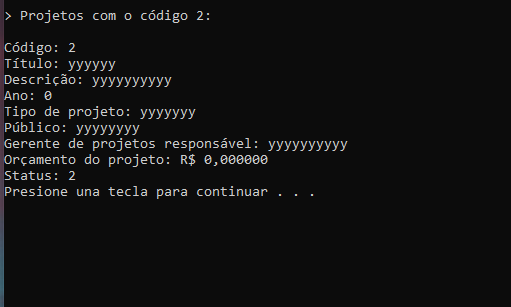 > Projetos com o código 2:
Código: 2
Título: yyyyyy
Descrição: yyyyyyyyyy
Ano: 0
Tipo de projeto: yyyyyyy
Público: yyyyyyyy
Gerente de projetos responsável: yyyyyyyyyy
Orçamento do projeto: R$ 0,000000
Status: 2
Presione una tecla para continuar . . .